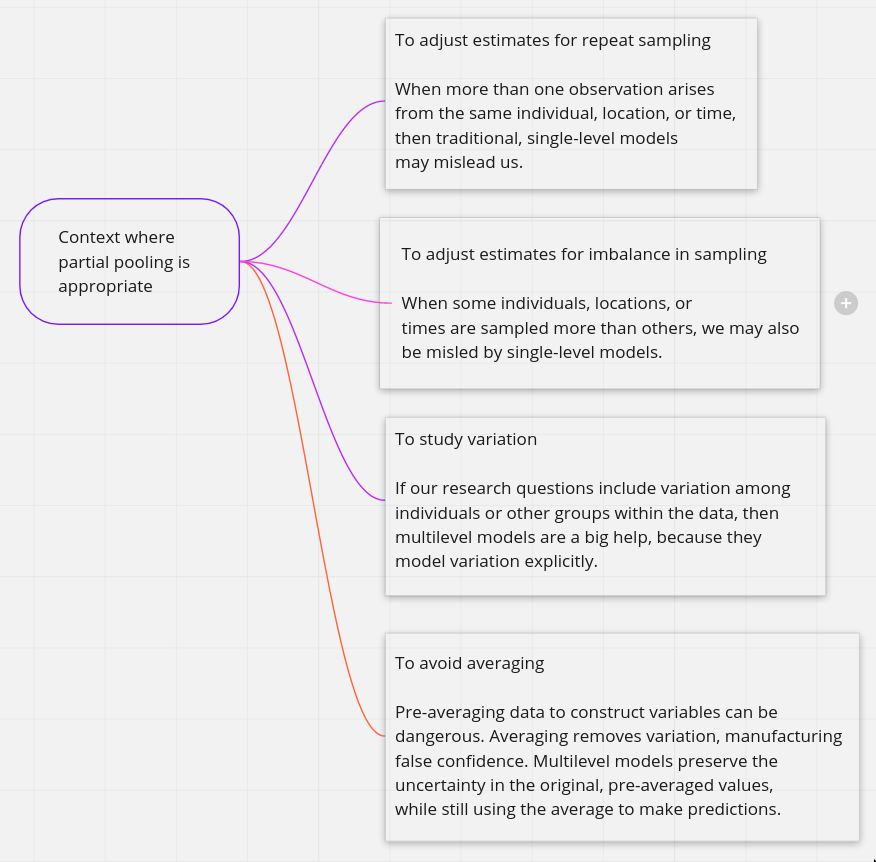 Context where
partial pooling is
appropriate
To adjust estimates for repeat sampling
When more than one observation arises
from the same individual, location, or time,
then traditional, single-level models
may mislead us.
To adjust estimates for imbalance in sampling
When some individuals, locations, or
times are sampled more than others, we may also
be misled by single-level models.
To study variation
If our research questions include variation among
individuals or other groups within the data, then
multilevel models are a big help, because they
model variation explicitly.
To avoid averaging
Pre-averaging data to construct variables can be
dangerous. Averaging removes variation, manufacturing
false confidence. Multilevel models preserve the
uncertainty in the original, pre-averaged values,
while still using the average to make predictions.